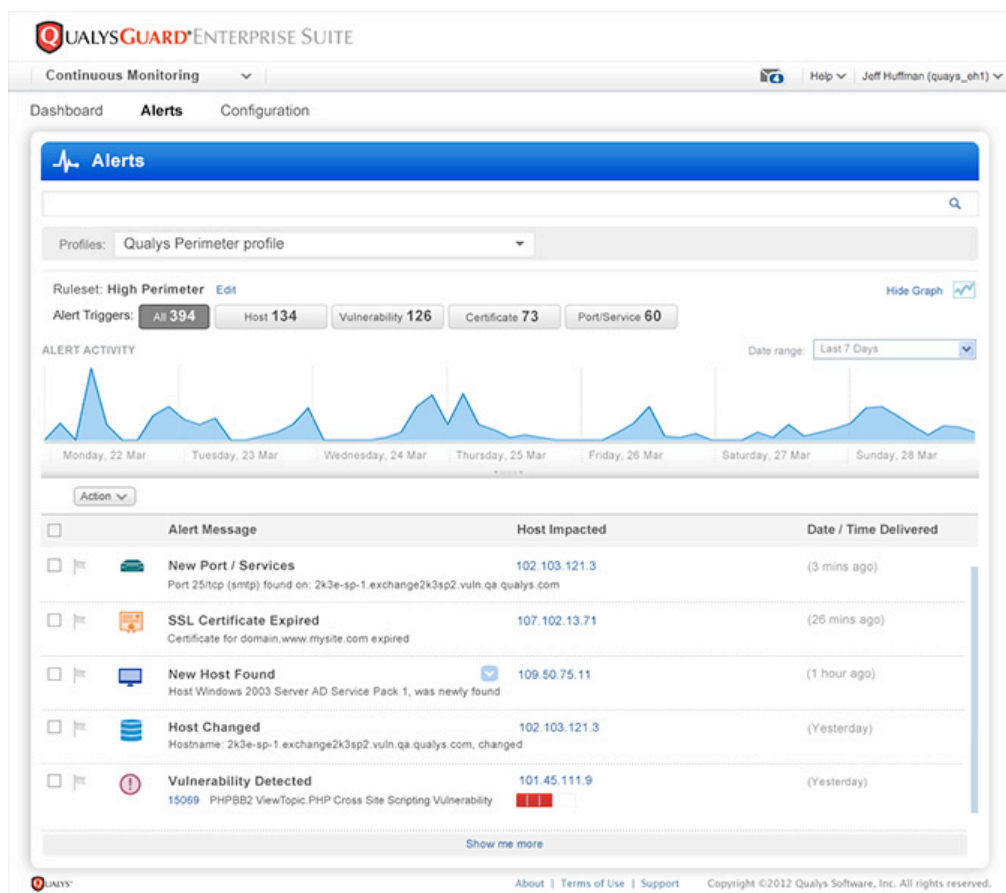 QUALYSGUARD® ENTERPRISE SUITE
Continuous Monitoring
Help Jeff Huffman (quays_eh1)
Dashboard Alerts Configuration
Alerts
Profiles: Qualys Perimeter profile
Ruleset: High Perimeter Edit
Hide Graph
Alert Triggers: All 394 Host 134 Vulnerability 126 Certificate 73 Port/Service 60
ALERT ACTIVITY
Date range: Last 7 Days
Monday, 22 Mar Tuesday, 23 Mar Wednesday, 24 Mar Thursday, 25 Mar Friday, 26 Mar Saturday, 27 Mar Sunday, 28 Mar
Action
Alert Message Host Impacted Date / Time Delivered
New Port / Services 102.103.121.3 (3 mins ago)
Port 25/tcp (smtp) found on: 2k3e-sp-1.exchange2k3sp2.vuln.qa.qualys.com
SSL Certificate Expired 107.102.13.71 (26 mins ago)
Certificate for domain,www.mysite.com expired
New Host Found 109.50.75.11 (1 hour ago)
Host Windows 2003 Server AD Service Pack 1, was newly found
Host Changed 102.103.121.3 (Yesterday)
Hostname: 2k3e-sp-1.exchange2k3sp2.vuln.qa.qualys.com, changed
Vulnerability Detected 101.45.111.9 (Yesterday)
15069 PHPBB2 ViewTopic.PHP Cross Site Scripting Vulnerability
Show me more
QUALYS® About | Terms of Use | Support Copyright ©2012 Qualys Software, Inc. All rights reserved.